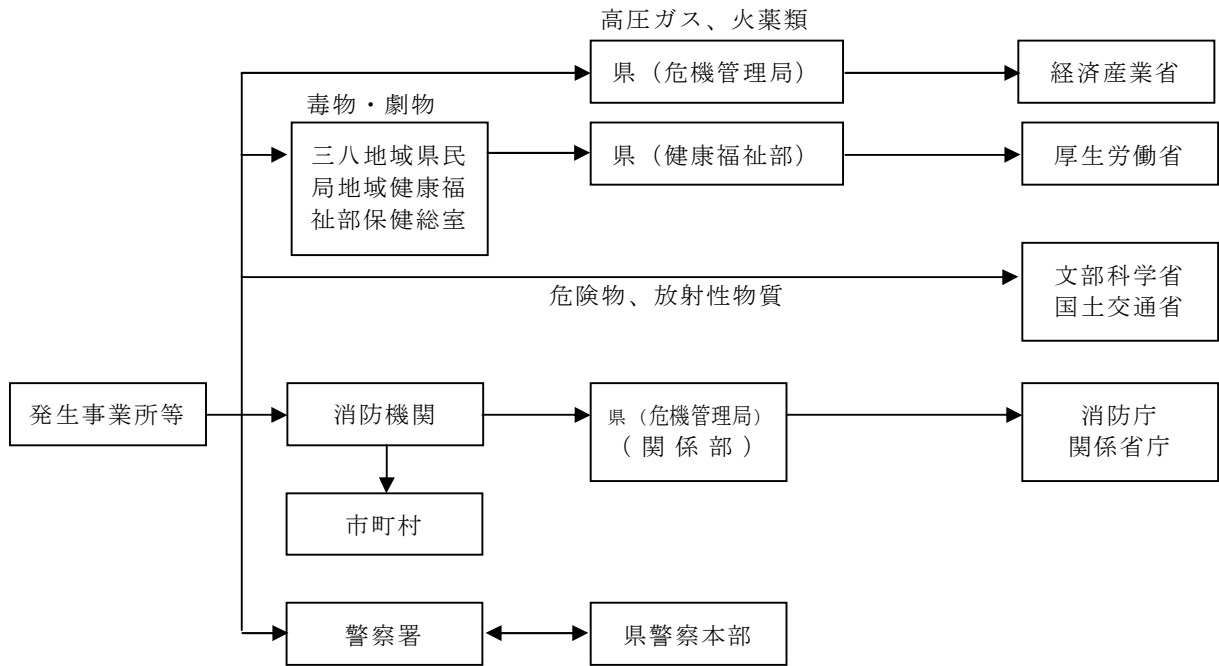 高圧ガス、火薬類
県（危機管理局）
経済産業省
毒物・劇物
三八地域県民
局地域健康福
祉部保健総室
県（健康福祉部）
厚生労働省
危険物、放射性物質
文部科学省
国土交通省
発生事業所等
消防機関
県（危機管理局）
（関係部）
消防庁
関係省庁
市町村
警察署
県警察本部